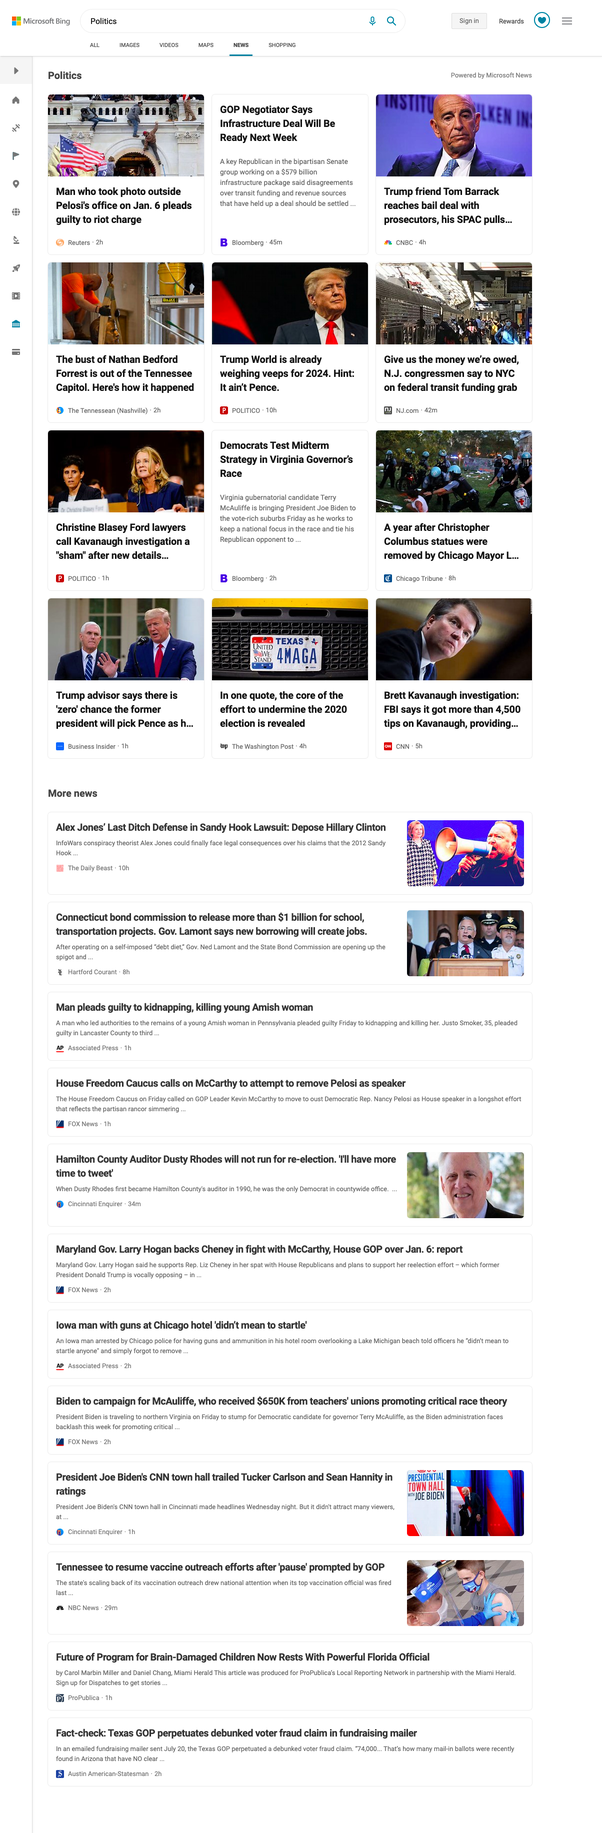 Microsoft Bing
Politics
Sign in
Rewards
ALL
IMAGES
VIDEOS
MAPS
NEWS
SHOPPING
Politics
Powered by Microsoft News
Man who took photo outside
Pelosi's office on Jan. 6 pleads
guilty to riot charge
Reuters · 2h
GOP Negotiator Says
Infrastructure Deal Will Be
Ready Next Week
A key Republican in the bipartisan Senate
group working on a $579 billion
infrastructure package said disagreements
over transit funding and revenue sources
that have held up a deal should be settled ...
Bloomberg · 45m
Trump friend Tom Barrack
reaches bail deal with
prosecutors, his SPAC pulls...
CNBC · 4h
The bust of Nathan Bedford
Forrest is out of the Tennessee
Capitol. Here's how it happened
The Tennessean (Nashville) · 2h
Trump World is already
weighing veeps for 2024. Hint:
It ain't Pence.
POLITICO · 10h
Give us the money we're owed,
N.J. congressmen say to NYC
on federal transit funding grab
NJ.com · 42m
Christine Blasey Ford lawyers
call Kavanaugh investigation a
"sham" after new details...
POLITICO · 1h
Democrats Test Midterm
Strategy in Virginia Governor's
Race
Virginia gubernatorial candidate Terry
McAuliffe is bringing President Joe Biden to
the vote-rich suburbs Friday as he works to
keep a national focus in the race and tie his
Republican opponent to ...
Bloomberg · 2h
A year after Christopher
Columbus statues were
removed by Chicago Mayor L...
Chicago Tribune · 8h
Trump advisor says there is
'zero' chance the former
president will pick Pence as h...
Business Insider · 1h
TEXAS
UNITED
WE
STAND
4MAGA
In one quote, the core of the
effort to undermine the 2020
election is revealed
The Washington Post · 4h
Brett Kavanaugh investigation:
FBI says it got more than 4,500
tips on Kavanaugh, providing...
CNN · 5h
More news
Alex Jones' Last Ditch Defense in Sandy Hook Lawsuit: Depose Hillary Clinton
InfoWars conspiracy theorist Alex Jones could finally face legal consequences over his claims that the 2012 Sandy
Hook ...
The Daily Beast · 10h
Connecticut bond commission to release more than $1 billion for school,
transportation projects. Gov. Lamont says new borrowing will create jobs.
After operating on a self-imposed "debt diet," Gov. Ned Lamont and the State Bond Commission are opening up the
spigot and ...
Hartford Courant · 8h
Man pleads guilty to kidnapping, killing young Amish woman
A man who led authorities to the remains of a young Amish woman in Pennsylvania pleaded guilty Friday to kidnapping and killing her. Justo Smoker, 35, pleaded
guilty in Lancaster County to third ...
AP Associated Press · 1h
House Freedom Caucus calls on McCarthy to attempt to remove Pelosi as speaker
The House Freedom Caucus on Friday called on GOP Leader Kevin McCarthy to move to oust Democratic Rep. Nancy Pelosi as House speaker in a longshot effort
that reflects the partisan rancor simmering ...
FOX News · 1h
Hamilton County Auditor Dusty Rhodes will not run for re-election. 'I'll have more
time to tweet'
When Dusty Rhodes first became Hamilton County's auditor in 1990, he was the only Democrat in countywide office. ...
Cincinnati Enquirer · 34m
Maryland Gov. Larry Hogan backs Cheney in fight with McCarthy, House GOP over Jan. 6: report
Maryland Gov. Larry Hogan said he supports Rep. Liz Cheney in her spat with House Republicans and plans to support her reelection effort – which former
President Donald Trump is vocally opposing – in ...
FOX News · 2h
Iowa man with guns at Chicago hotel 'didn't mean to startle'
An Iowa man arrested by Chicago police for having guns and ammunition in his hotel room overlooking a Lake Michigan beach told officers he "didn't mean to
startle anyone" and simply forgot to remove ...
AP Associated Press · 2h
Biden to campaign for McAuliffe, who received $650K from teachers' unions promoting critical race theory
President Biden is traveling to northern Virginia on Friday to stump for Democratic candidate for governor Terry McAuliffe, as the Biden administration faces
backlash this week for promoting critical ...
FOX News · 2h
President Joe Biden's CNN town hall trailed Tucker Carlson and Sean Hannity in
ratings
President Joe Biden's CNN town hall in Cincinnati made headlines Wednesday night. But it didn't attract many viewers,
at ...
Cincinnati Enquirer · 1h
PRESIDENTIAL
TOWN HALL
WITH JOE BIDEN
Tennessee to resume vaccine outreach efforts after 'pause' prompted by GOP
The state's scaling back of its vaccination outreach drew national attention when its top vaccination official was fired
last ...
NBC News · 29m
Future of Program for Brain-Damaged Children Now Rests With Powerful Florida Official
by Carol Marbin Miller and Daniel Chang, Miami Herald This article was produced for ProPublica's Local Reporting Network in partnership with the Miami Herald.
Sign up for Dispatches to get stories ...
ProPublica · 1h
Fact-check: Texas GOP perpetuates debunked voter fraud claim in fundraising mailer
In an emailed fundraising mailer sent July 20, the Texas GOP perpetuated a debunked voter fraud claim. "74,000... That's how many mail-in ballots were recently
found in Arizona that have NO clear ...
Austin American-Statesman · 2h